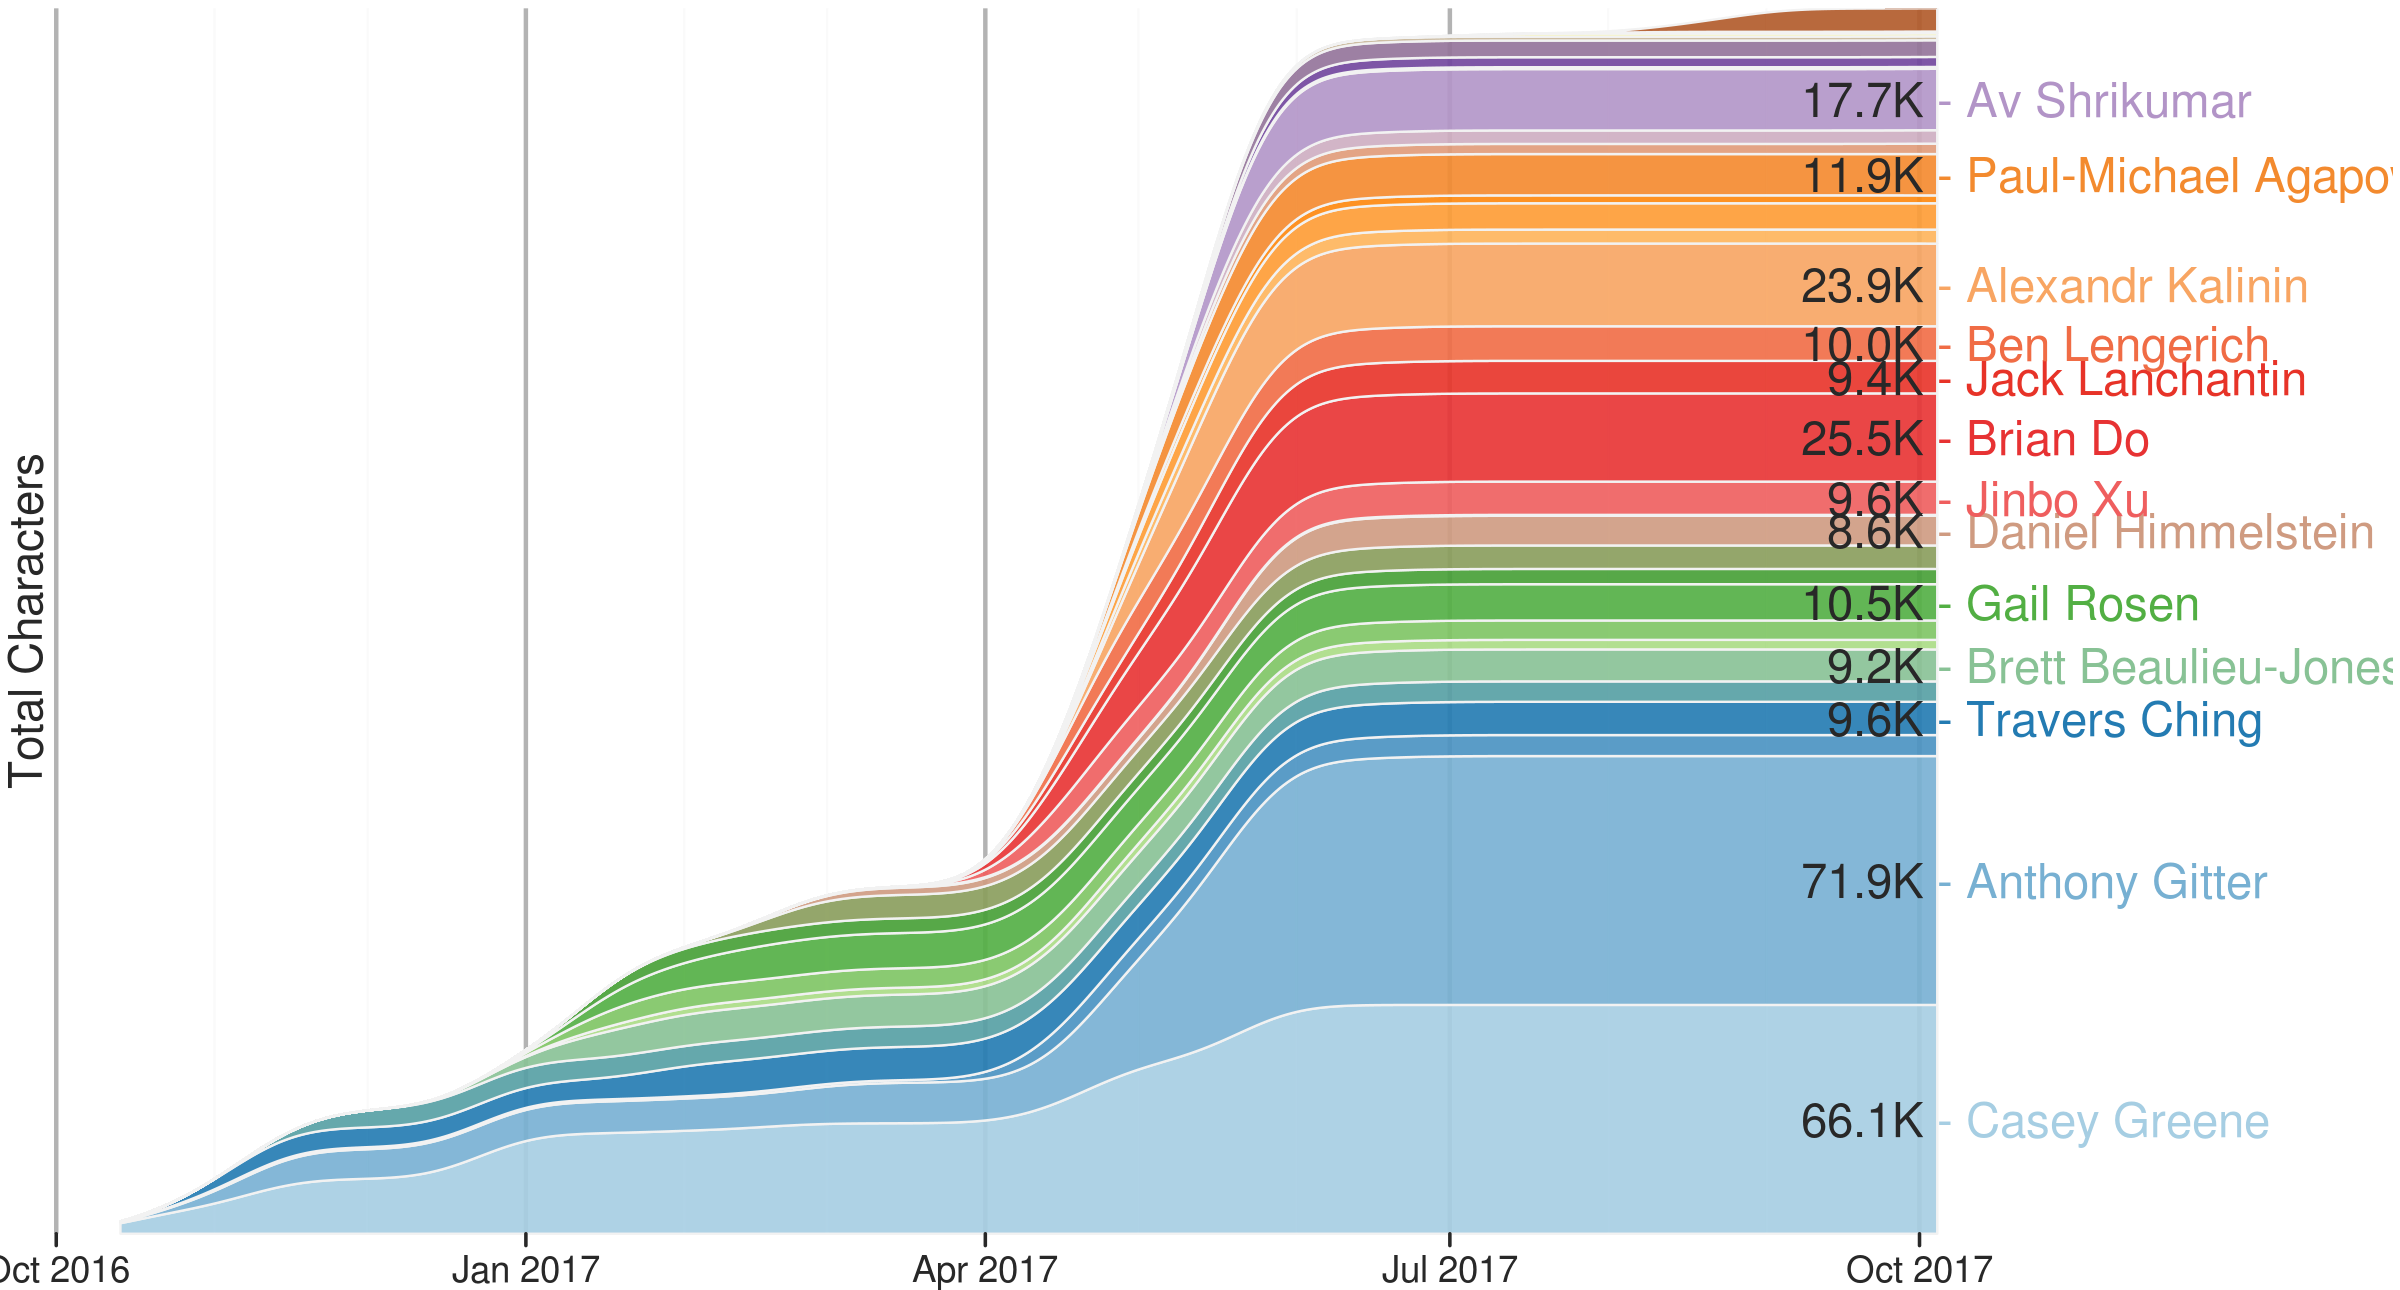 Total Characters
17.7K - Av Shrikumar
11.9K - Paul-Michael Agapov
23.9K - Alexandr Kalinin
10.0K - Ben Lengerich
9.4K - Jack Lanchantin
25.5K - Brian Do
9.6K - Jinbo Xu
8.6K - Daniel Himmelstein
10.5K - Gail Rosen
9.2K - Brett Beaulieu-Jones
9.6K - Travers Ching
71.9K - Anthony Gitter
66.1K - Casey Greene
Oct 2016 Jan 2017 Apr 2017 Jul 2017 Oct 2017